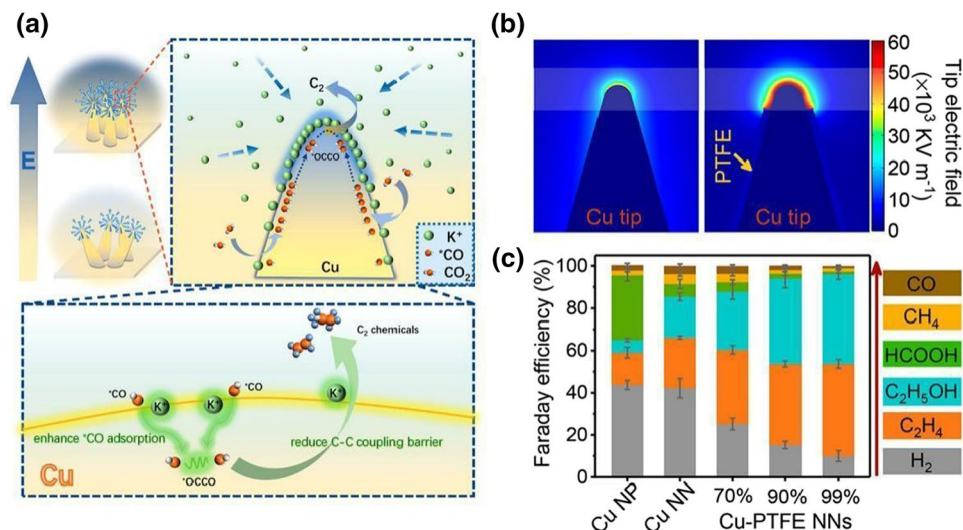 (a)
E
C₂
*OCCO
K⁺
*CO
CO₂
Cu
C₂ chemicals
*CO
K⁺
K⁺
*CO
K⁺
enhance *CO adsorption
reduce C–C coupling barrier
*OCCO
Cu
(b)
PTFE
Cu tip
Cu tip
60
50
40
30
20
10
0
Tip electric field
(×10³ KV m⁻¹)
(c)
Faraday efficiency (%)
100
80
60
40
20
0
Cu NP
Cu NN
70%
90%
99%
Cu-PTFE NNs
CO
CH₄
HCOOH
C₂H₅OH
C₂H₄
H₂